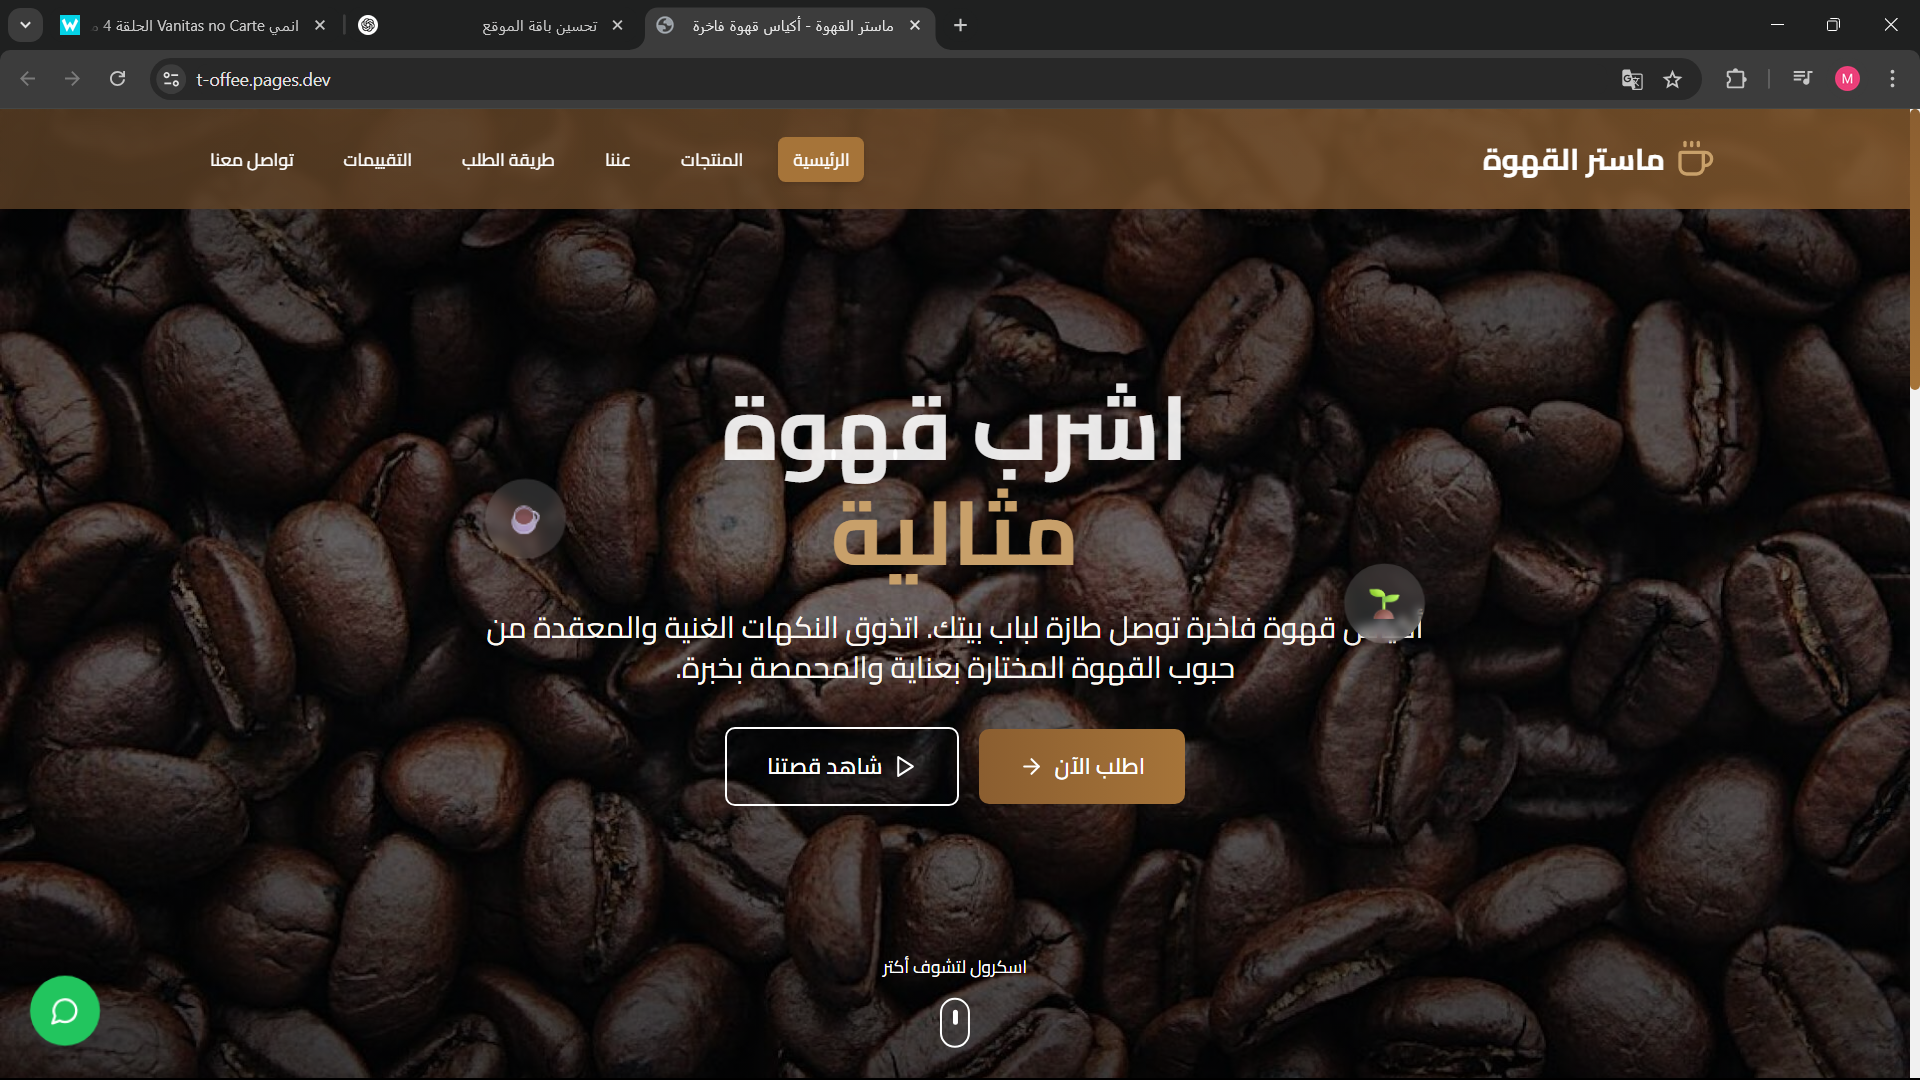 انمي Vanitas no Carte الحلقة 4
تحسين باقة الموقع
ماستر القهوة - أكياس قهوة فاخرة
t-offee.pages.dev
M
ماستر القهوة
الرئيسية
المنتجات
عننا
طريقة الطلب
التقييمات
تواصل معنا
اشرب قهوة
مثالية
قهوة فاخرة توصل طازة لباب بيتك. اتذوق النكهات الغنية والمعقدة من
حبوب القهوة المختارة بعناية والمحمصة بخبرة.
اطلب الآن
شاهد قصتنا
اسكرول لتشوف أكتر